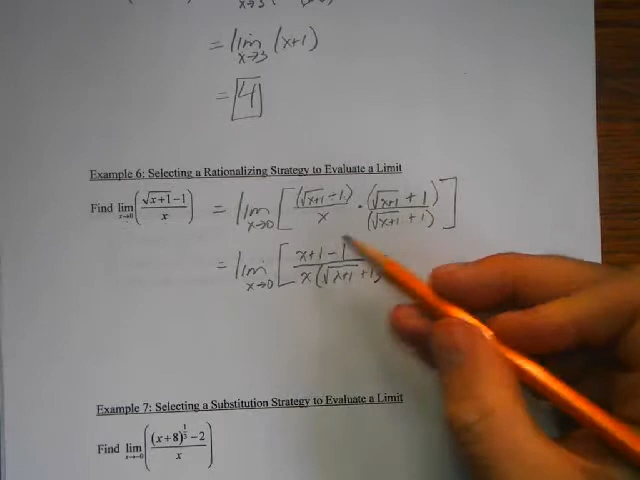 x→3
= lim (x+1)
x→3
= 4
Example 6: Selecting a Rationalizing Strategy to Evaluate a Limit
Find lim x→0 ( (√(x+1) −1) / x ) = lim x→0 [ (√(x+1) −1) / x · (√(x+1) +1) / (√(x+1) +1) ]
= lim x→0 [ (x+1−1) / x(√(x+1) +1)
Example 7: Selecting a Substitution Strategy to Evaluate a Limit
Find lim x→0 ( ((x+8)^(1/3) −2) / x )